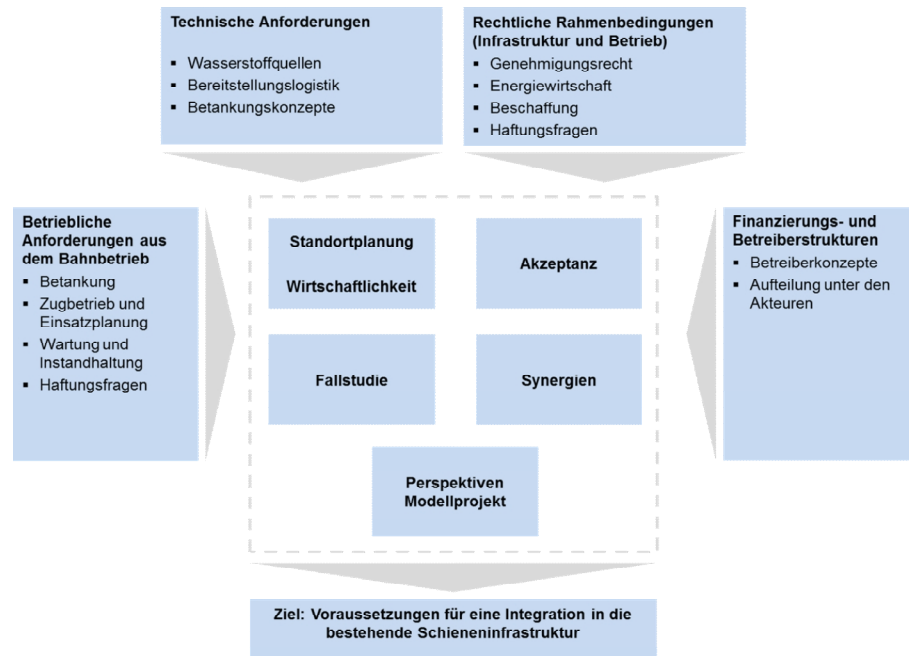 Technische Anforderungen
▪ Wasserstoffquellen
▪ Bereitstellungslogistik
▪ Betankungskonzepte
Rechtliche Rahmenbedingungen
(Infrastruktur und Betrieb)
▪ Genehmigungsrecht
▪ Energiewirtschaft
▪ Beschaffung
▪ Haftungsfragen
Betriebliche
Anforderungen aus
dem Bahnbetrieb
▪ Betankung
▪ Zugbetrieb und
Einsatzplanung
▪ Wartung und
Instandhaltung
▪ Haftungsfragen
Standortplanung
Wirtschaftlichkeit
Akzeptanz
Fallstudie
Synergien
Perspektiven
Modellprojekt
Finanzierungs- und
Betreiberstrukturen
▪ Betreiberkonzepte
▪ Aufteilung unter den
Akteuren
Ziel: Voraussetzungen für eine Integration in die
bestehende Schieneninfrastruktur